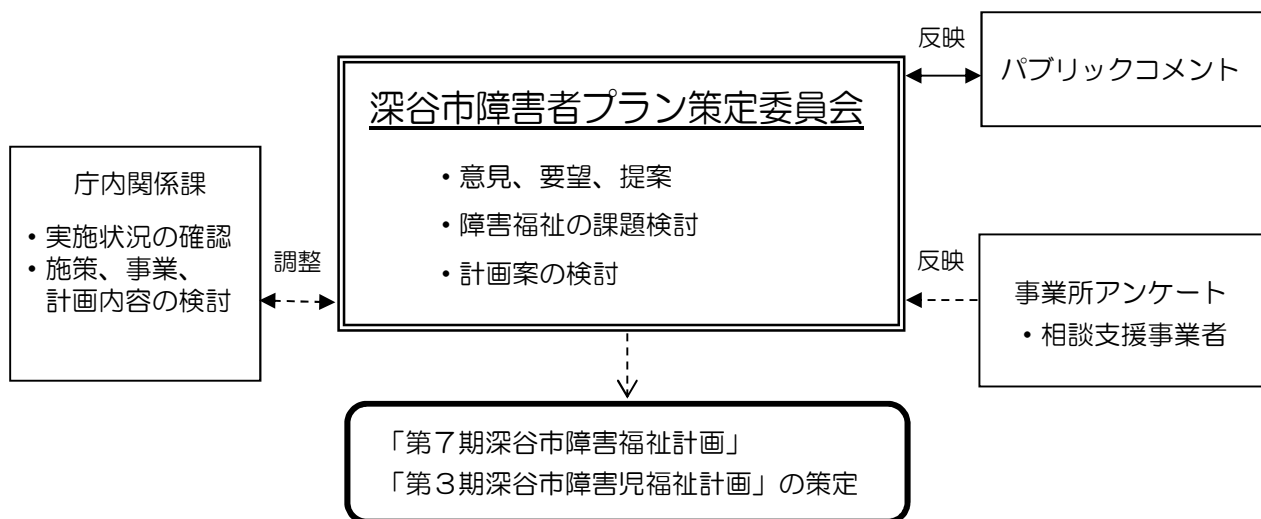 反映
パブリックコメント
深谷市障害者プラン策定委員会
・意見、要望、提案
・障害福祉の課題検討
・計画案の検討
庁内関係課
・実施状況の確認
・施策、事業、
計画内容の検討
調整
反映
事業所アンケート
・相談支援事業者
「第７期深谷市障害福祉計画」
「第３期深谷市障害児福祉計画」の策定